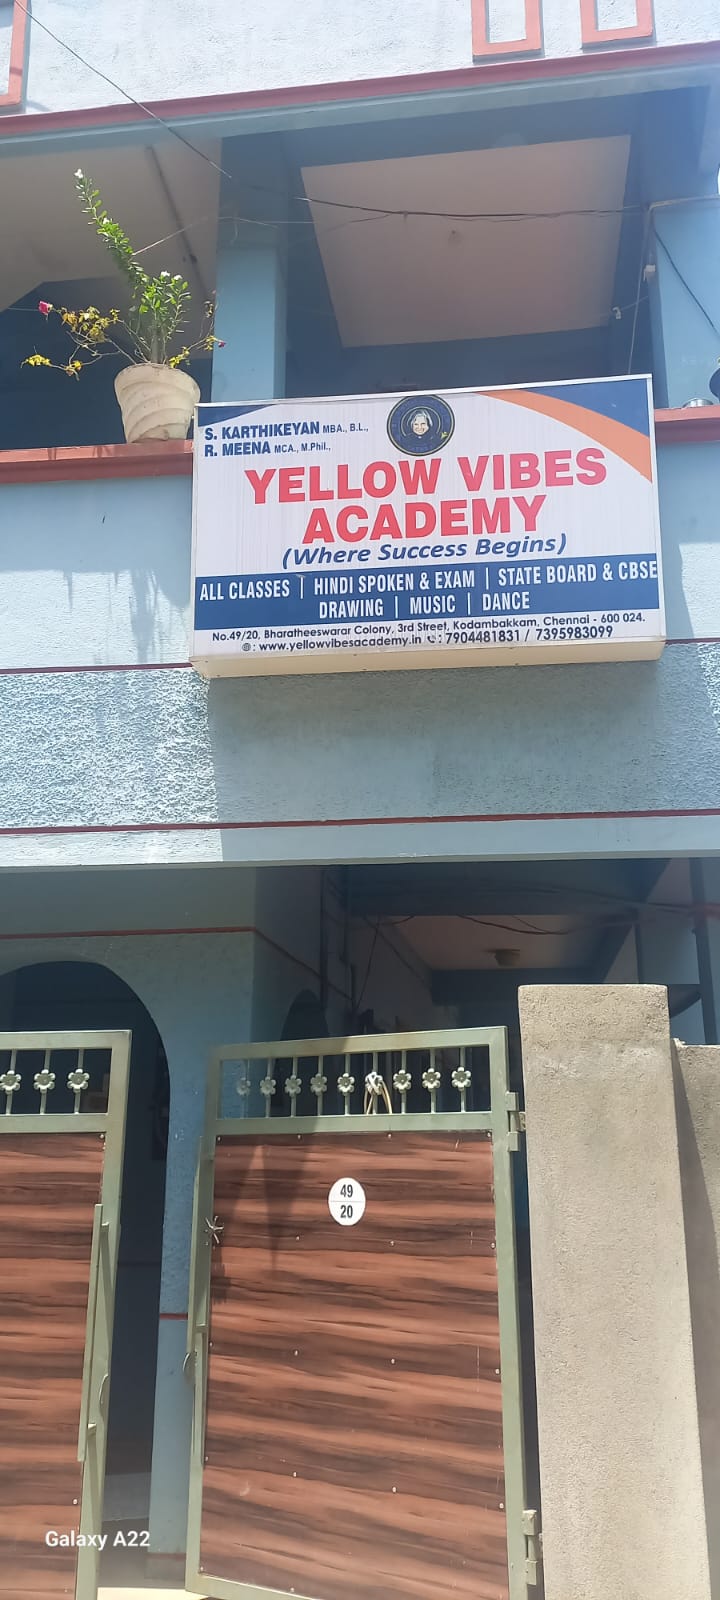 S. KARTHIKEYAN MBA., B.L.,
R. MEENA MCA., M.Phil.,
YELLOW VIBES
ACADEMY
(Where Success Begins)
ALL CLASSES | HINDI SPOKEN & EXAM | STATE BOARD & CBSE
DRAWING | MUSIC | DANCE
No.49/20, Bharatheeswarar Colony, 3rd Street, Kodambakkam, Chennai - 600 024.
: www.yellowvibesacademy.in : 7904481831 / 7395983099
49
20
Galaxy A22